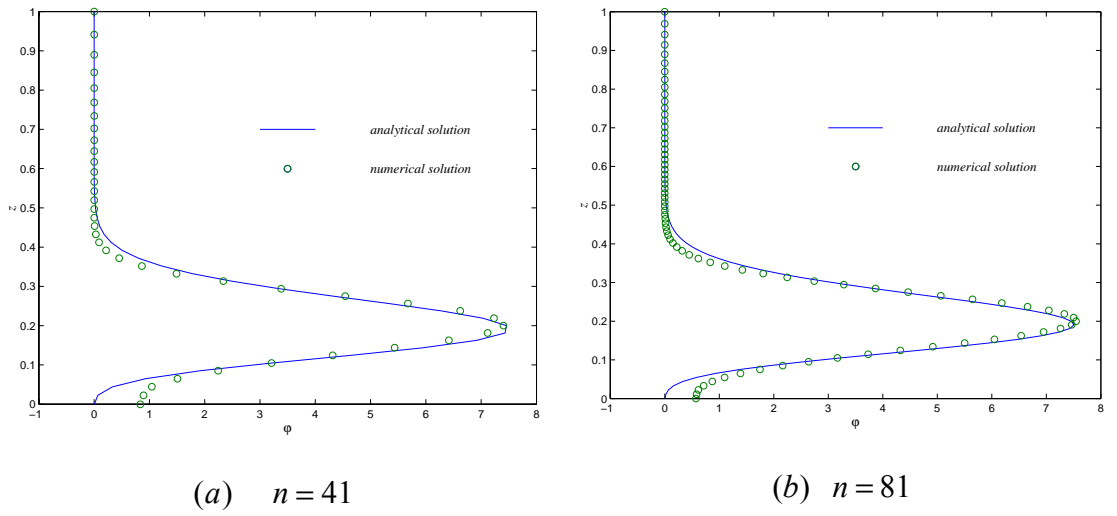 1
0.9
0.8
0.7
0.6
0.5
0.4
0.3
0.2
0.1
0
z
analytical solution
numerical solution
-1 0 1 2 3 4 5 6 7 8
φ
(a) n = 41
1
0.9
0.8
0.7
0.6
0.5
0.4
0.3
0.2
0.1
0
z
analytical solution
numerical solution
−1 0 1 2 3 4 5 6 7 8
φ
(b) n = 81